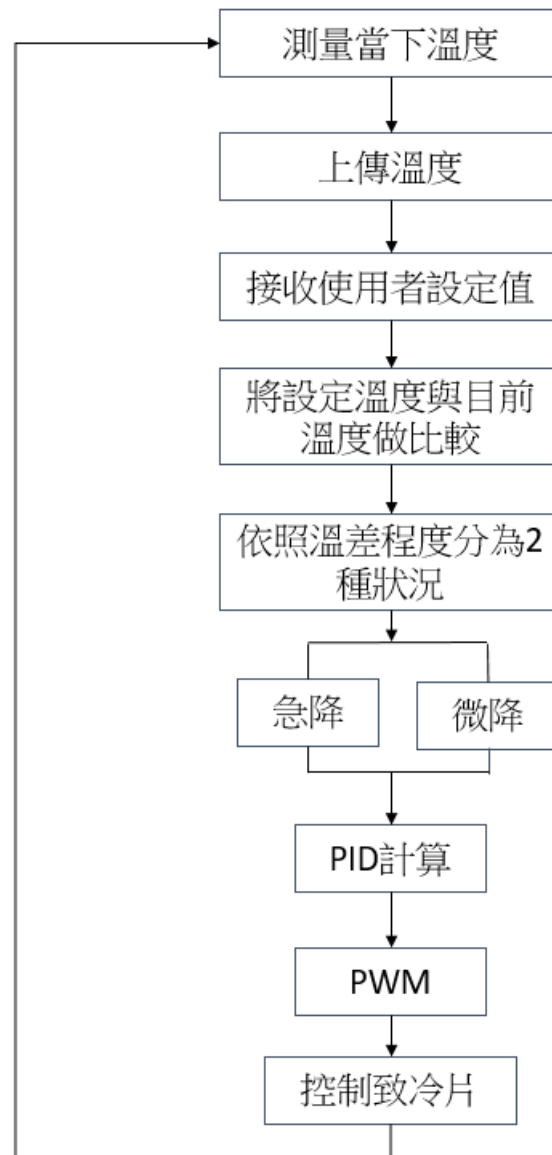 測量當下溫度
上傳溫度
接收使用者設定值
將設定溫度與目前
溫度做比較
依照溫差程度分為2
種狀況
急降
微降
PID計算
PWM
控制致冷片